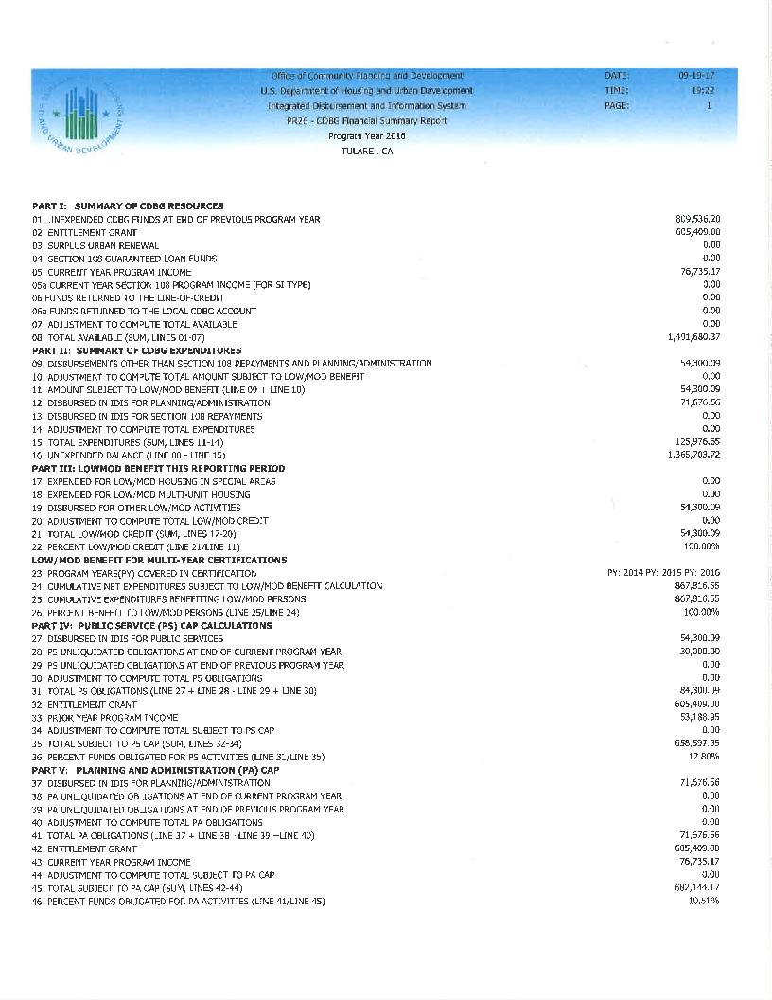 Office of Community Planning and Development
U.S. Department of Housing and Urban Development
Integrated Disbursement and Information System
PR26 - CDBG Financial Summary Report
Program Year 2016
TULARE , CA
DATE: 09-19-17
TIME: 19:22
PAGE: 1
AND URBAN DEVELOPMENT
PART I: SUMMARY OF CDBG RESOURCES
01 UNEXPENDED CDBG FUNDS AT END OF PREVIOUS PROGRAM YEAR 809,536.20
02 ENTITLEMENT GRANT 605,409.00
03 SURPLUS URBAN RENEWAL 0.00
04 SECTION 108 GUARANTEED LOAN FUNDS 0.00
05 CURRENT YEAR PROGRAM INCOME 76,735.17
05a CURRENT YEAR SECTION 108 PROGRAM INCOME (FOR SI TYPE) 0.00
06 FUNDS RETURNED TO THE LINE-OF-CREDIT 0.00
06a FUNDS RETURNED TO THE LOCAL CDBG ACCOUNT 0.00
07 ADJUSTMENT TO COMPUTE TOTAL AVAILABLE 0.00
08 TOTAL AVAILABLE (SUM, LINES 01-07) 1,491,680.37
PART II: SUMMARY OF CDBG EXPENDITURES
09 DISBURSEMENTS OTHER THAN SECTION 108 REPAYMENTS AND PLANNING/ADMINISTRATION 54,300.09
10 ADJUSTMENT TO COMPUTE TOTAL AMOUNT SUBJECT TO LOW/MOD BENEFIT 0.00
11 AMOUNT SUBJECT TO LOW/MOD BENEFIT (LINE 09 + LINE 10) 54,300.09
12 DISBURSED IN IDIS FOR PLANNING/ADMINISTRATION 71,676.56
13 DISBURSED IN IDIS FOR SECTION 108 REPAYMENTS 0.00
14 ADJUSTMENT TO COMPUTE TOTAL EXPENDITURES 0.00
15 TOTAL EXPENDITURES (SUM, LINES 11-14) 125,976.65
16 UNEXPENDED BALANCE (LINE 08 - LINE 15) 1,365,703.72
PART III: LOWMOD BENEFIT THIS REPORTING PERIOD
17 EXPENDED FOR LOW/MOD HOUSING IN SPECIAL AREAS 0.00
18 EXPENDED FOR LOW/MOD MULTI-UNIT HOUSING 0.00
19 DISBURSED FOR OTHER LOW/MOD ACTIVITIES 54,300.09
20 ADJUSTMENT TO COMPUTE TOTAL LOW/MOD CREDIT 0.00
21 TOTAL LOW/MOD CREDIT (SUM, LINES 17-20) 54,300.09
22 PERCENT LOW/MOD CREDIT (LINE 21/LINE 11) 100.00%
LOW/MOD BENEFIT FOR MULTI-YEAR CERTIFICATIONS
23 PROGRAM YEARS(PY) COVERED IN CERTIFICATION PY: 2014 PY: 2015 PY: 2016
24 CUMULATIVE NET EXPENDITURES SUBJECT TO LOW/MOD BENEFIT CALCULATION 867,816.55
25 CUMULATIVE EXPENDITURES BENEFITING LOW/MOD PERSONS 867,816.55
26 PERCENT BENEFIT TO LOW/MOD PERSONS (LINE 25/LINE 24) 100.00%
PART IV: PUBLIC SERVICE (PS) CAP CALCULATIONS
27 DISBURSED IN IDIS FOR PUBLIC SERVICES 54,300.09
28 PS UNLIQUIDATED OBLIGATIONS AT END OF CURRENT PROGRAM YEAR 30,000.00
29 PS UNLIQUIDATED OBLIGATIONS AT END OF PREVIOUS PROGRAM YEAR 0.00
30 ADJUSTMENT TO COMPUTE TOTAL PS OBLIGATIONS 0.00
31 TOTAL PS OBLIGATIONS (LINE 27 + LINE 28 - LINE 29 + LINE 30) 84,300.09
32 ENTITLEMENT GRANT 605,409.00
33 PRIOR YEAR PROGRAM INCOME 53,188.95
34 ADJUSTMENT TO COMPUTE TOTAL SUBJECT TO PS CAP 0.00
35 TOTAL SUBJECT TO PS CAP (SUM, LINES 32-34) 658,597.95
36 PERCENT FUNDS OBLIGATED FOR PS ACTIVITIES (LINE 31/LINE 35) 12.80%
PART V: PLANNING AND ADMINISTRATION (PA) CAP
37 DISBURSED IN IDIS FOR PLANNING/ADMINISTRATION 71,676.56
38 PA UNLIQUIDATED OBLIGATIONS AT END OF CURRENT PROGRAM YEAR 0.00
39 PA UNLIQUIDATED OBLIGATIONS AT END OF PREVIOUS PROGRAM YEAR 0.00
40 ADJUSTMENT TO COMPUTE TOTAL PA OBLIGATIONS 0.00
41 TOTAL PA OBLIGATIONS (LINE 37 + LINE 38 - LINE 39 +LINE 40) 71,676.56
42 ENTITLEMENT GRANT 605,409.00
43 CURRENT YEAR PROGRAM INCOME 76,735.17
44 ADJUSTMENT TO COMPUTE TOTAL SUBJECT TO PA CAP 0.00
45 TOTAL SUBJECT TO PA CAP (SUM, LINES 42-44) 682,144.17
46 PERCENT FUNDS OBLIGATED FOR PA ACTIVITIES (LINE 41/LINE 45) 10.51%